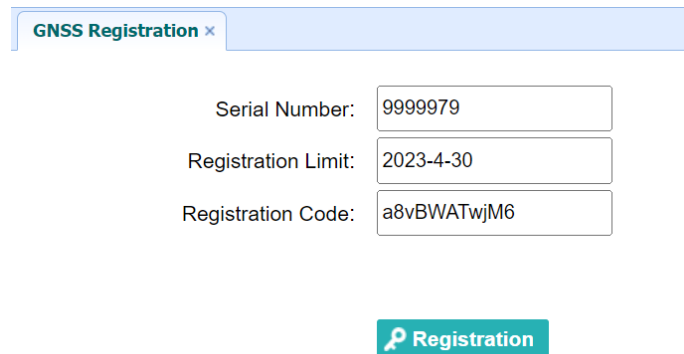 GNSS Registration ×
Serial Number: 9999979
Registration Limit: 2023-4-30
Registration Code: a8vBWATwjM6
Registration